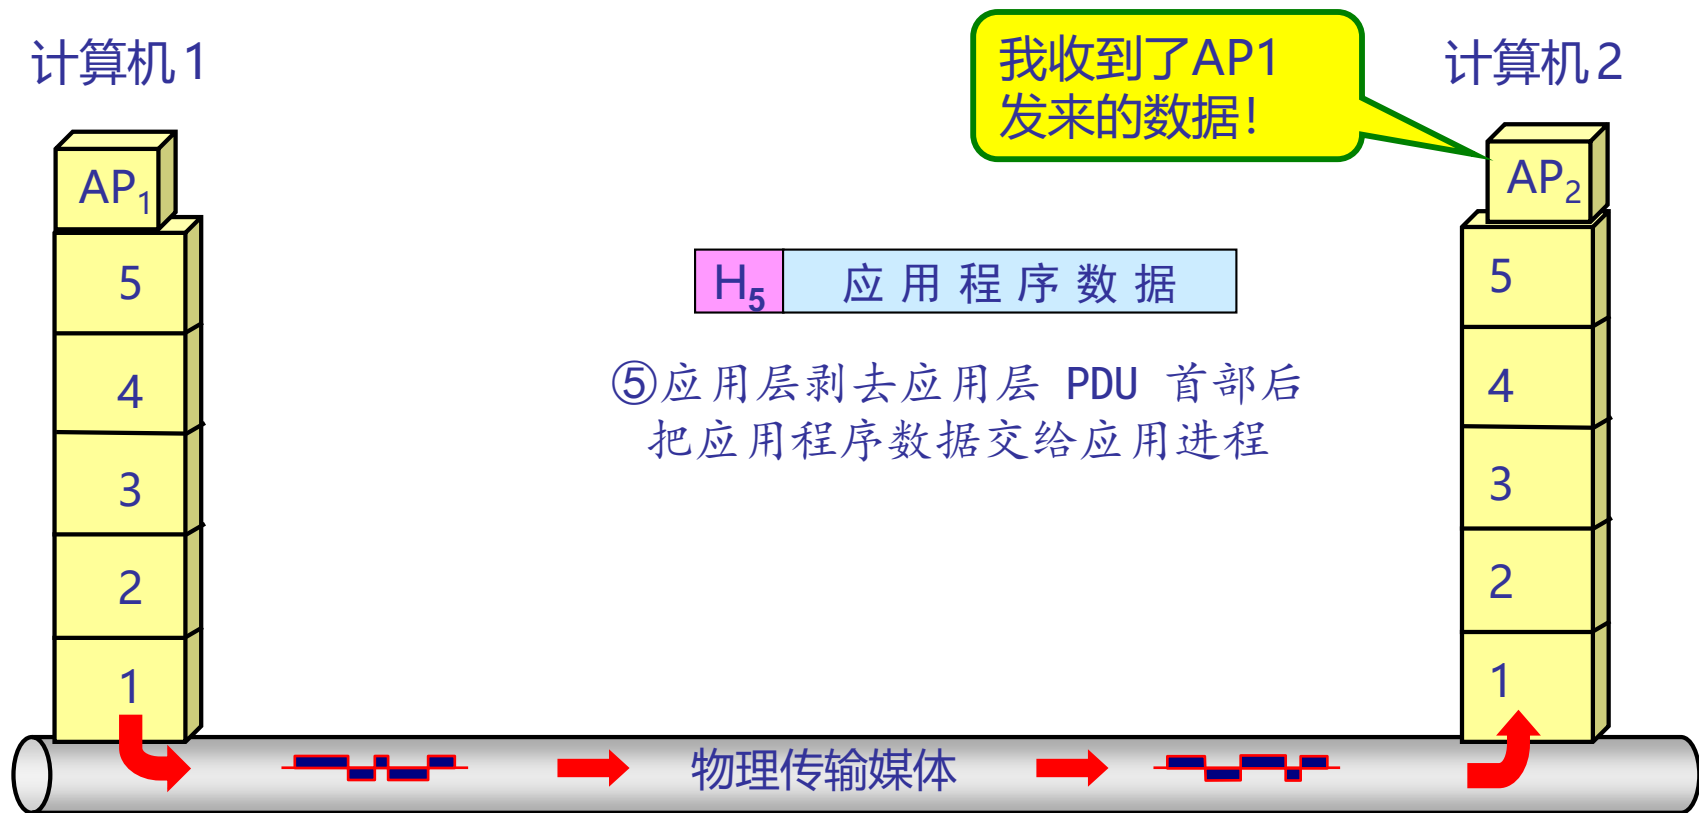 计算机 1
我收到了AP1
发来的数据！
计算机 2
AP1
AP2
H5 应 用 程 序 数 据
⑤应用层剥去应用层 PDU 首部后
把应用程序数据交给应用进程
5
4
3
2
1
5
4
3
2
1
物理传输媒体